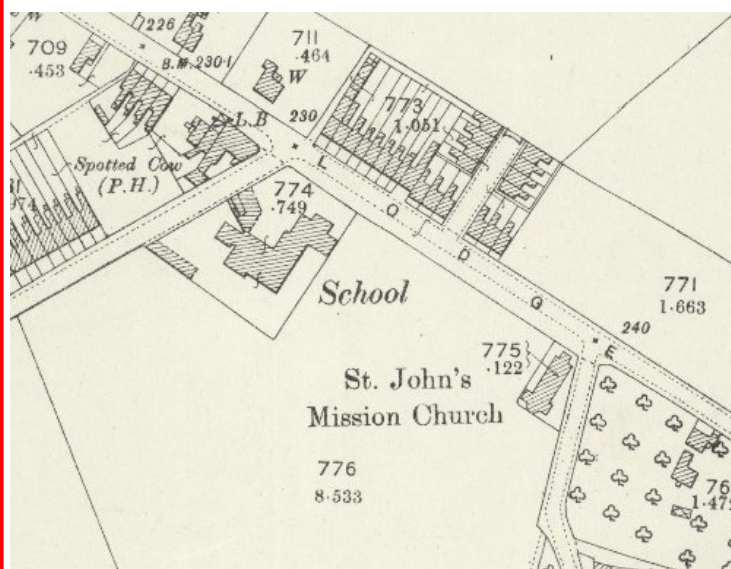 226
709
.453
B.M. 230.1
711
.464
W
230
L.B
773
1.051
Spotted Cow
(P.H.)
774
.749
L O D G E
School
771
1.663
240
775
.122
St. John's
Mission Church
776
8.533